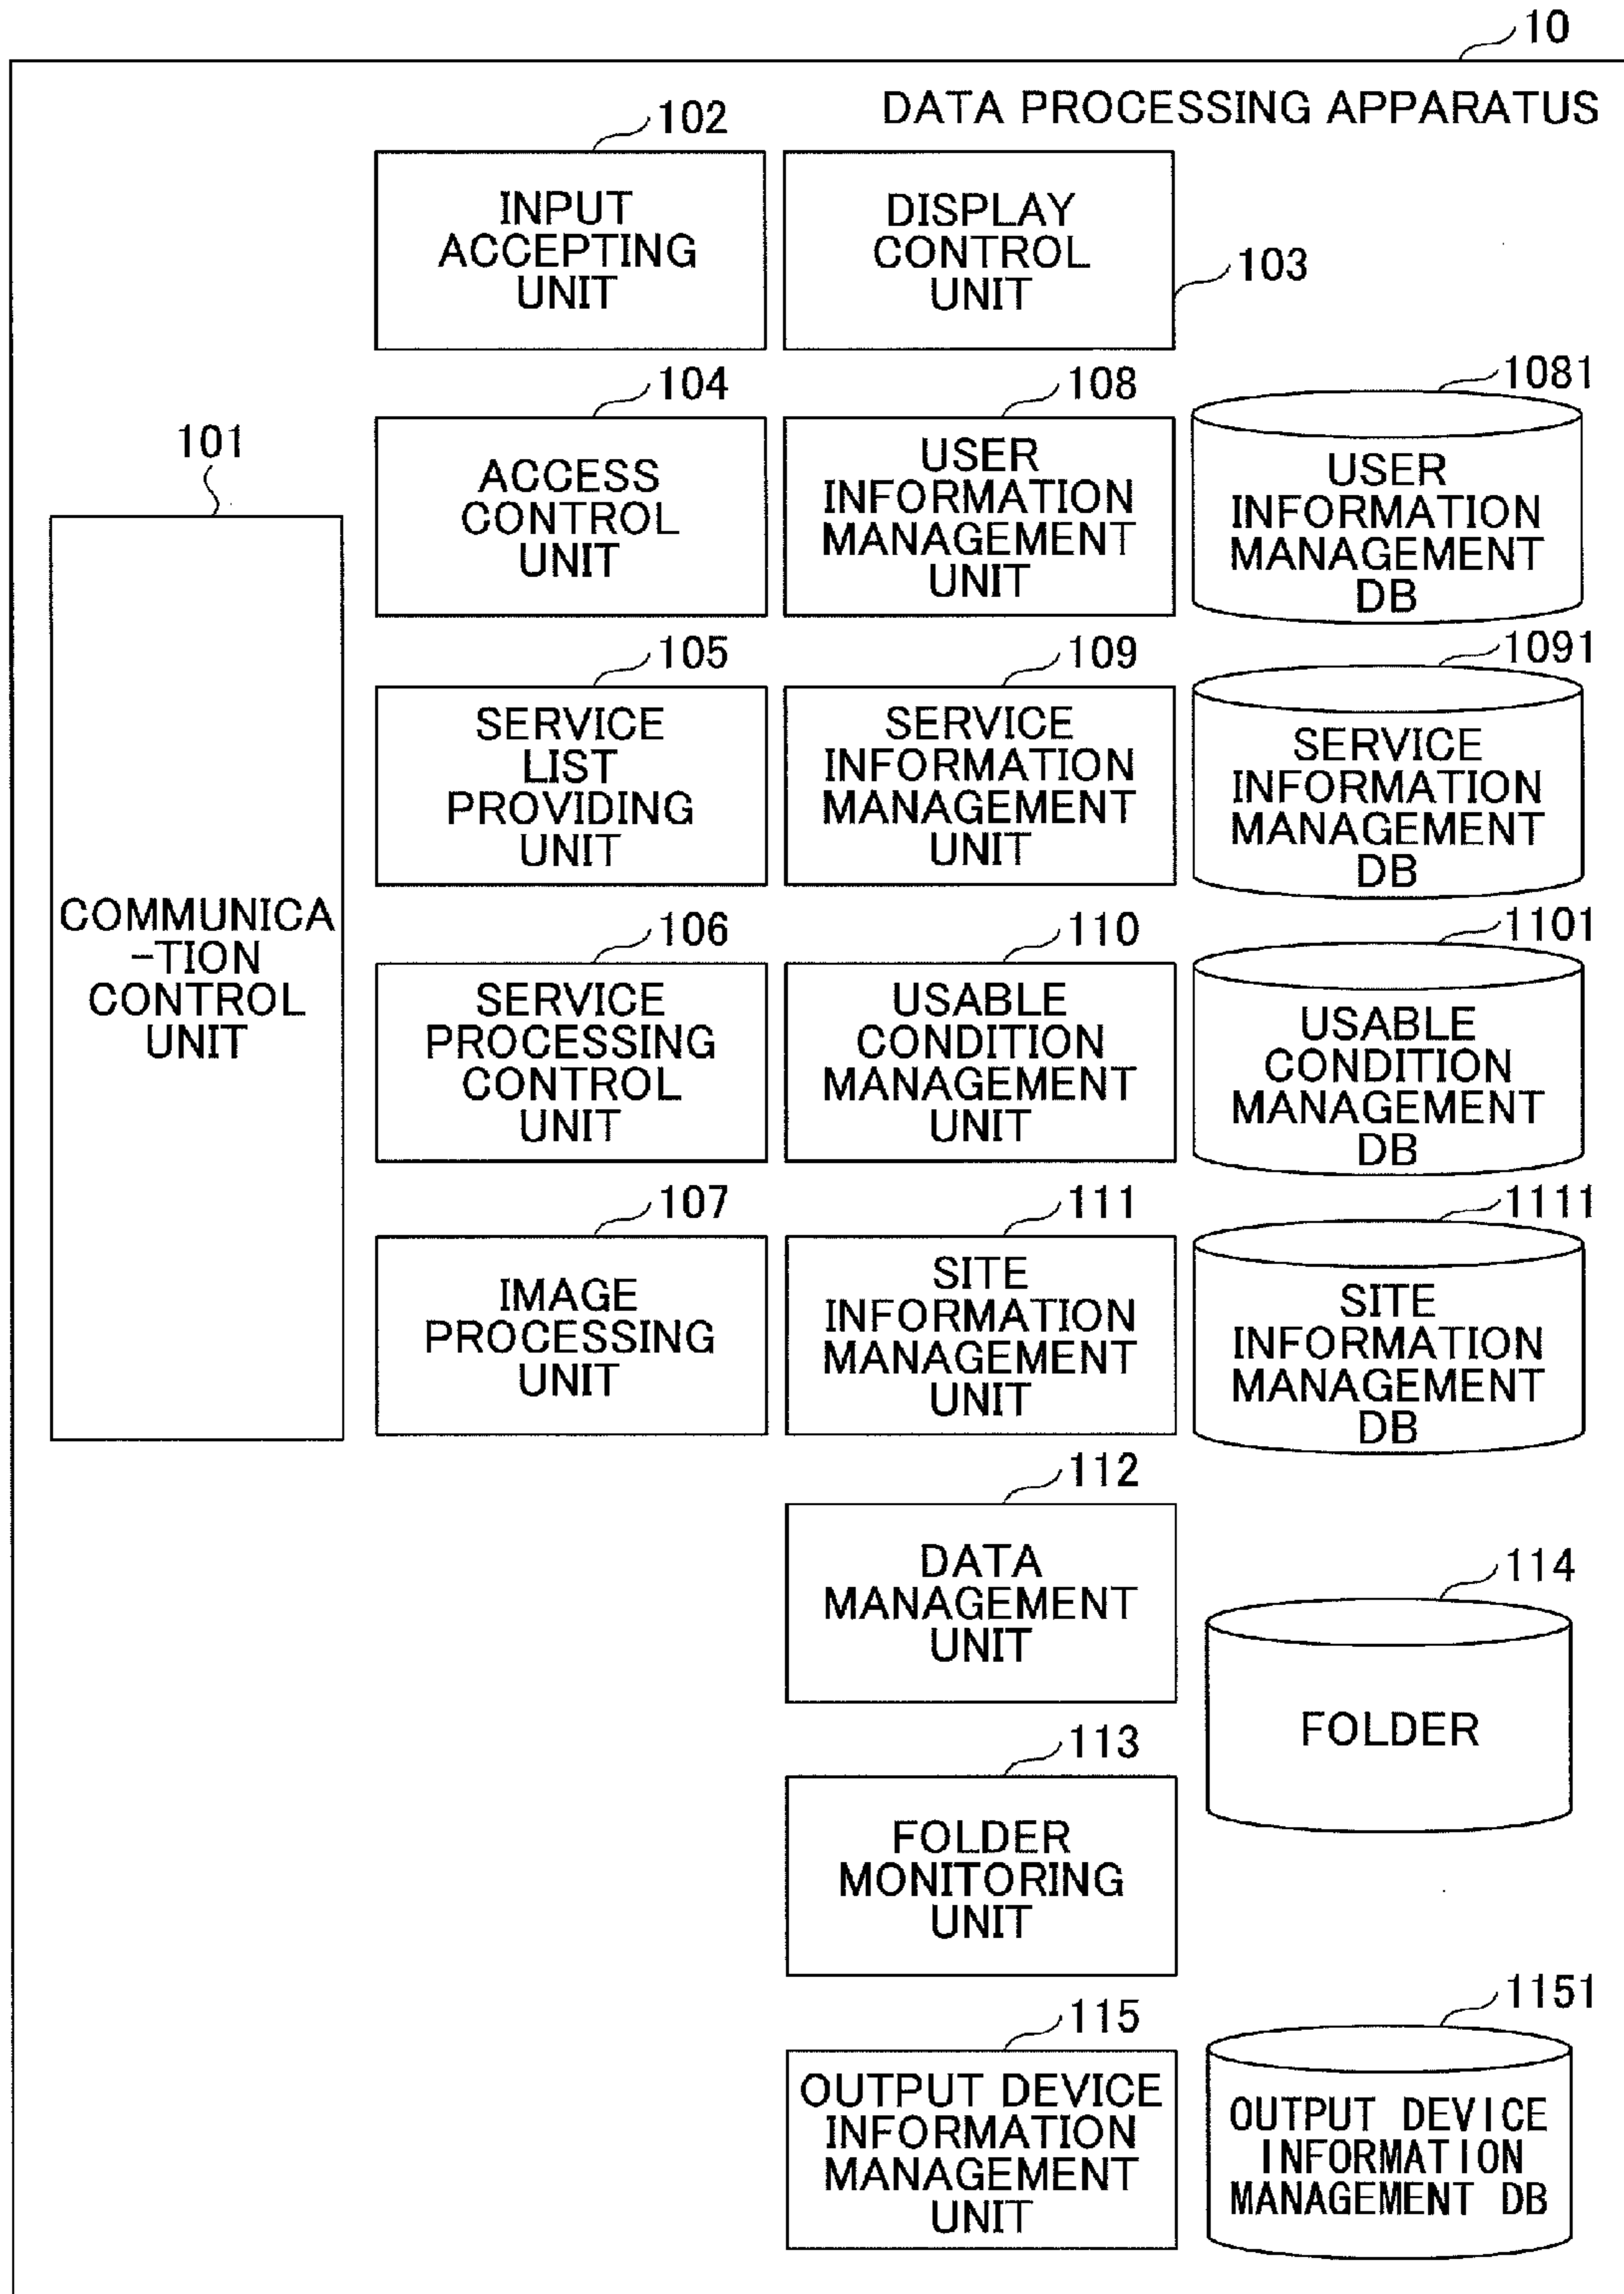 10
DATA PROCESSING APPARATUS
102
INPUT
ACCEPTING
UNIT
DISPLAY
CONTROL
UNIT
103
101
COMMUNICA
-TION
CONTROL
UNIT
104
ACCESS
CONTROL
UNIT
108
USER
INFORMATION
MANAGEMENT
UNIT
1081
USER
INFORMATION
MANAGEMENT
DB
105
SERVICE
LIST
PROVIDING
UNIT
109
SERVICE
INFORMATION
MANAGEMENT
UNIT
1091
SERVICE
INFORMATION
MANAGEMENT
DB
106
SERVICE
PROCESSING
CONTROL
UNIT
110
USABLE
CONDITION
MANAGEMENT
UNIT
1101
USABLE
CONDITION
MANAGEMENT
DB
107
IMAGE
PROCESSING
UNIT
111
SITE
INFORMATION
MANAGEMENT
UNIT
1111
SITE
INFORMATION
MANAGEMENT
DB
112
DATA
MANAGEMENT
UNIT
114
FOLDER
113
FOLDER
MONITORING
UNIT
115
OUTPUT DEVICE
INFORMATION
MANAGEMENT
UNIT
1151
OUTPUT DEVICE
INFORMATION
MANAGEMENT DB